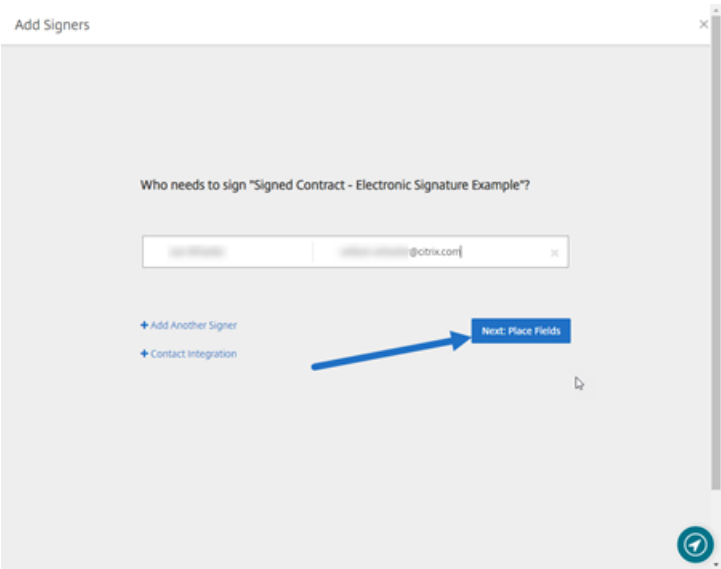 Add Signers
Who needs to sign "Signed Contract - Electronic Signature Example"?
@citrix.com
+ Add Another Signer
Next: Place Fields
+ Contact Integration